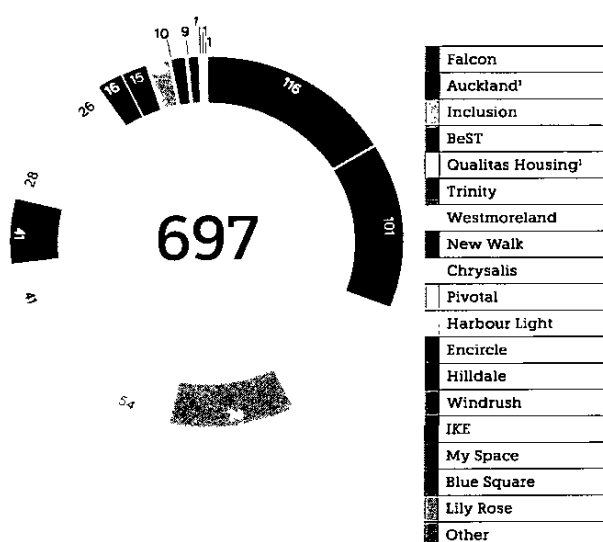 7
1
1
9
10
116
15
16
26
101
28
697
41
41
54
Falcon
Auckland¹
Inclusion
BeST
Qualitas Housing¹
Trinity
Westmoreland
New Walk
Chrysalis
Pivotal
Harbour Light
Encircle
Hilldale
Windrush
IKE
My Space
Blue Square
Lily Rose
Other